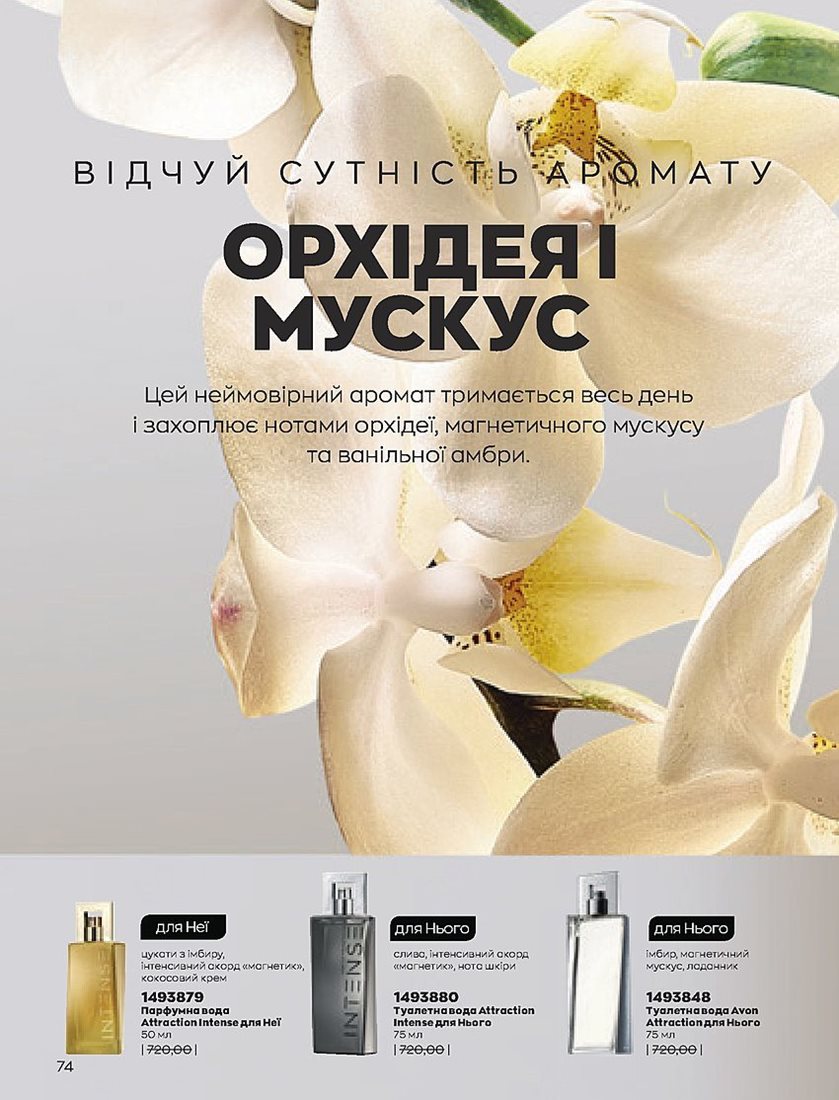 ВІДЧУЙ СУТНІСТЬ АРОМАТУ
ОРХІДЕЯ І
МУСКУС
Цей неймовірний аромат тримається весь день
і захоплює нотами орхідеї, магнетичного мускусу
та ванільної амбри.
INTENSE
для Неї
цукати з імбиру,
інтенсивний акорд «магнетик»,
кокосовий крем
1493879
Парфумна вода
Attraction Intense для Неї
50 мл
| 720,00 |
INTENSE
для Нього
слива, інтенсивний акорд
«магнетик», нота шкіри
1493880
Туалетна вода Attraction
Intense для Нього
75 мл
| 720,00 |
для Нього
імбир, магнетичний
мускус, ладанник
1493848
Туалетна вода Avon
Attraction для Нього
75 мл
| 720,00 |
74